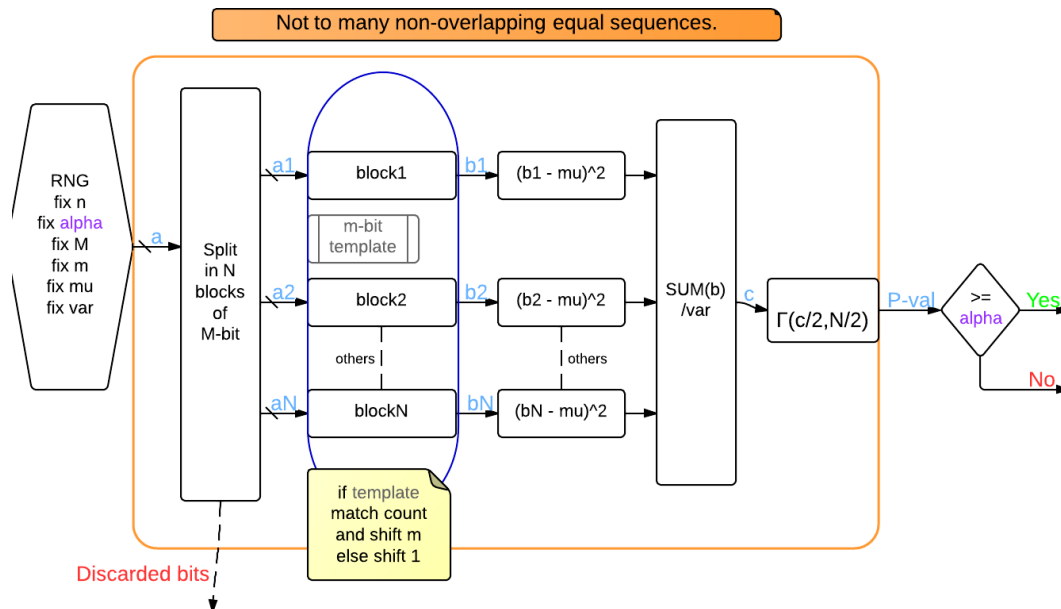 Not to many non-overlapping equal sequences.
RNG
fix n
fix alpha
fix M
fix m
fix mu
fix var
a
Split
in N
blocks
of
M-bit
Discarded bits
a1
block1
b1
(b1 - mu)^2
m-bit
template
a2
block2
b2
(b2 - mu)^2
others
others
aN
blockN
bN
(bN - mu)^2
if template
match count
and shift m
else shift 1
SUM(b)
/var
c
Γ(c/2,N/2)
P-val
>=
alpha
Yes
No